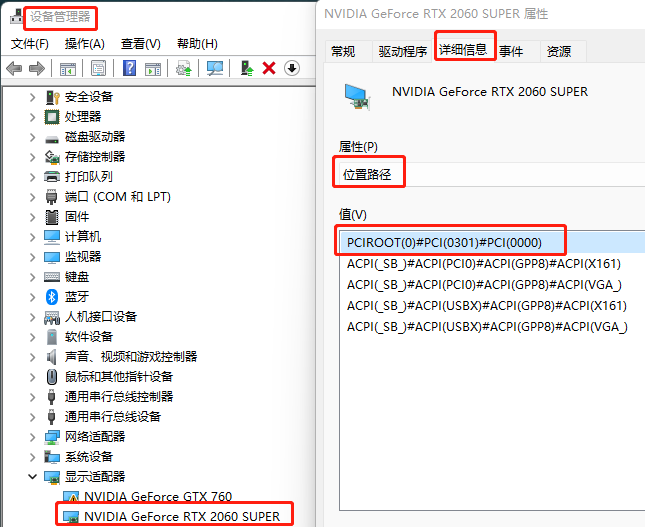 设备管理器
文件(F) 操作(A) 查看(V) 帮助(H)
安全设备
处理器
磁盘驱动器
存储控制器
打印队列
端口 (COM 和 LPT)
固件
计算机
监视器
键盘
蓝牙
人机接口设备
软件设备
声音、视频和游戏控制器
鼠标和其他指针设备
通用串行总线控制器
通用串行总线设备
网络适配器
系统设备
显示适配器
NVIDIA GeForce GTX 760
NVIDIA GeForce RTX 2060 SUPER
NVIDIA GeForce RTX 2060 SUPER 属性
常规 驱动程序 详细信息 事件 资源
NVIDIA GeForce RTX 2060 SUPER
属性(P)
位置路径
值(V)
PCIROOT(0)#PCI(0301)#PCI(0000)
ACPI(_SB_)#ACPI(PCI0)#ACPI(GPP8)#ACPI(X161)
ACPI(_SB_)#ACPI(PCI0)#ACPI(GPP8)#ACPI(VGA_)
ACPI(_SB_)#ACPI(USBX)#ACPI(GPP8)#ACPI(X161)
ACPI(_SB_)#ACPI(USBX)#ACPI(GPP8)#ACPI(VGA_)